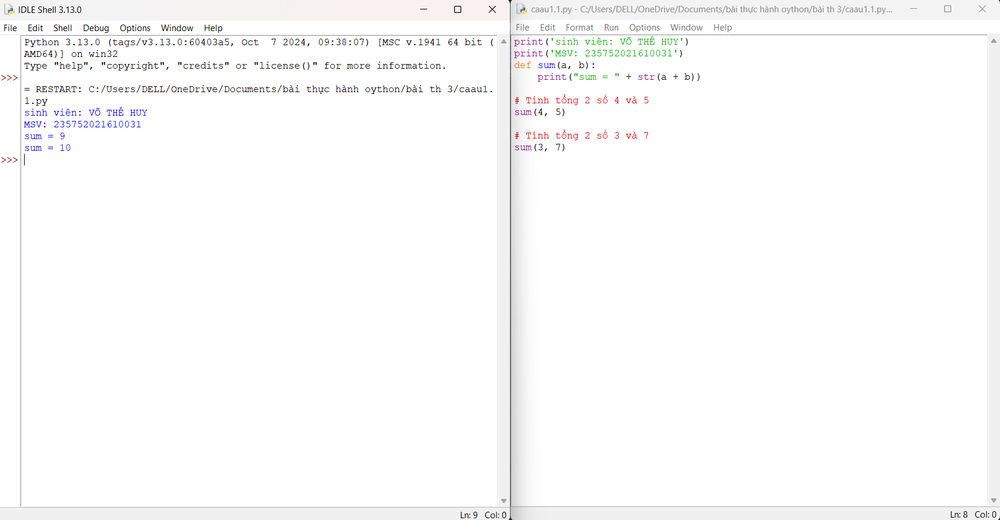 IDLE Shell 3.13.0
File Edit Shell Debug Options Window Help
Python 3.13.0 (tags/v3.13.0:60403a5, Oct  7 2024, 09:38:07) [MSC v.1941 64 bit (
AMD64)] on win32
Type "help", "copyright", "credits" or "license()" for more information.
>>>
= RESTART: C:/Users/DELL/OneDrive/Documents/bài thực hành oython/bài th 3/caau1.
1.py
sinh viên: VÕ THẾ HUY
MSV: 235752021610031
sum = 9
sum = 10
>>>
Ln: 9 Col: 0
caau1.1.py - C:/Users/DELL/OneDrive/Documents/bài thực hành oython/bài th 3/caau1.1.py...
File Edit Format Run Options Window Help
print('sinh viên: VÕ THẾ HUY')
print('MSV: 235752021610031')
def sum(a, b):
    print("sum = " + str(a + b))
# Tính tổng 2 số 4 và 5
sum(4, 5)
# Tính tổng 2 số 3 và 7
sum(3, 7)
Ln: 8 Col: 0